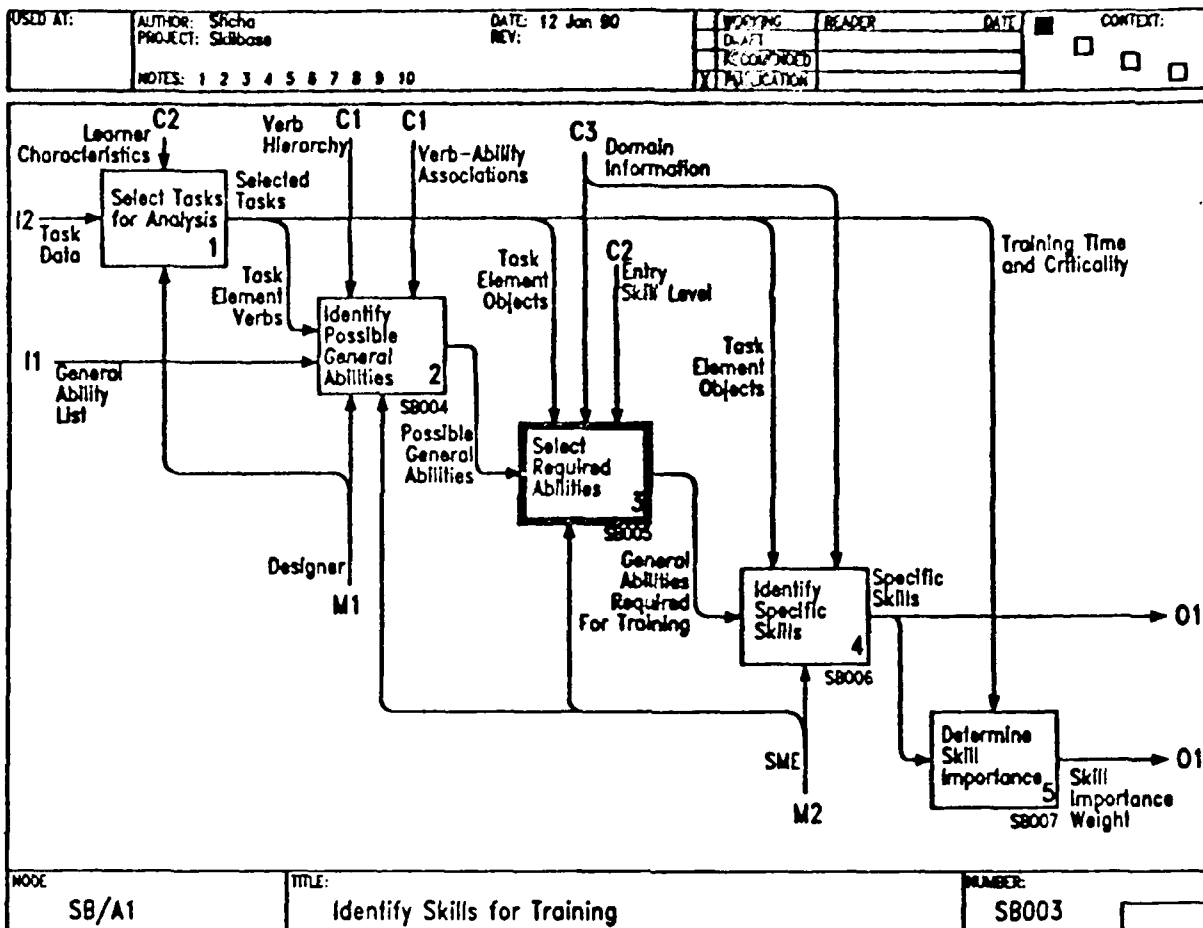 USED AT:
AUTHOR: Sticha
PROJECT: Skillbase
DATE: 12 Jan 90
REV:
NOTES: 1 2 3 4 5 6 7 8 9 10
WORKING
DRAFT
RECOMMENDED
X PUBLICATION
READER DATE
CONTEXT:
C2
Learner
Characteristics
Verb
Hierarchy
C1
C1
Verb-Ability
Associations
C3
Domain
Information
Select Tasks
for Analysis
1
Selected
Tasks
I2
Task
Data
Task
Element
Verbs
Task
Element
Objects
C2
Entry
Skill Level
Training Time
and Criticality
Identify
Possible
General
Abilities
2
SB004
I1
General
Ability
List
Task
Element
Objects
Possible
General
Abilities
Select
Required
Abilities
3
SB005
Designer
M1
General
Abilities
Required
For Training
Identify
Specific
Skills
4
SB006
Specific
Skills
O1
SME
M2
Determine
Skill
Importance
5
SB007
O1
Skill
Importance
Weight
NODE
SB/A1
TITLE:
Identify Skills for Training
NUMBER:
SB003